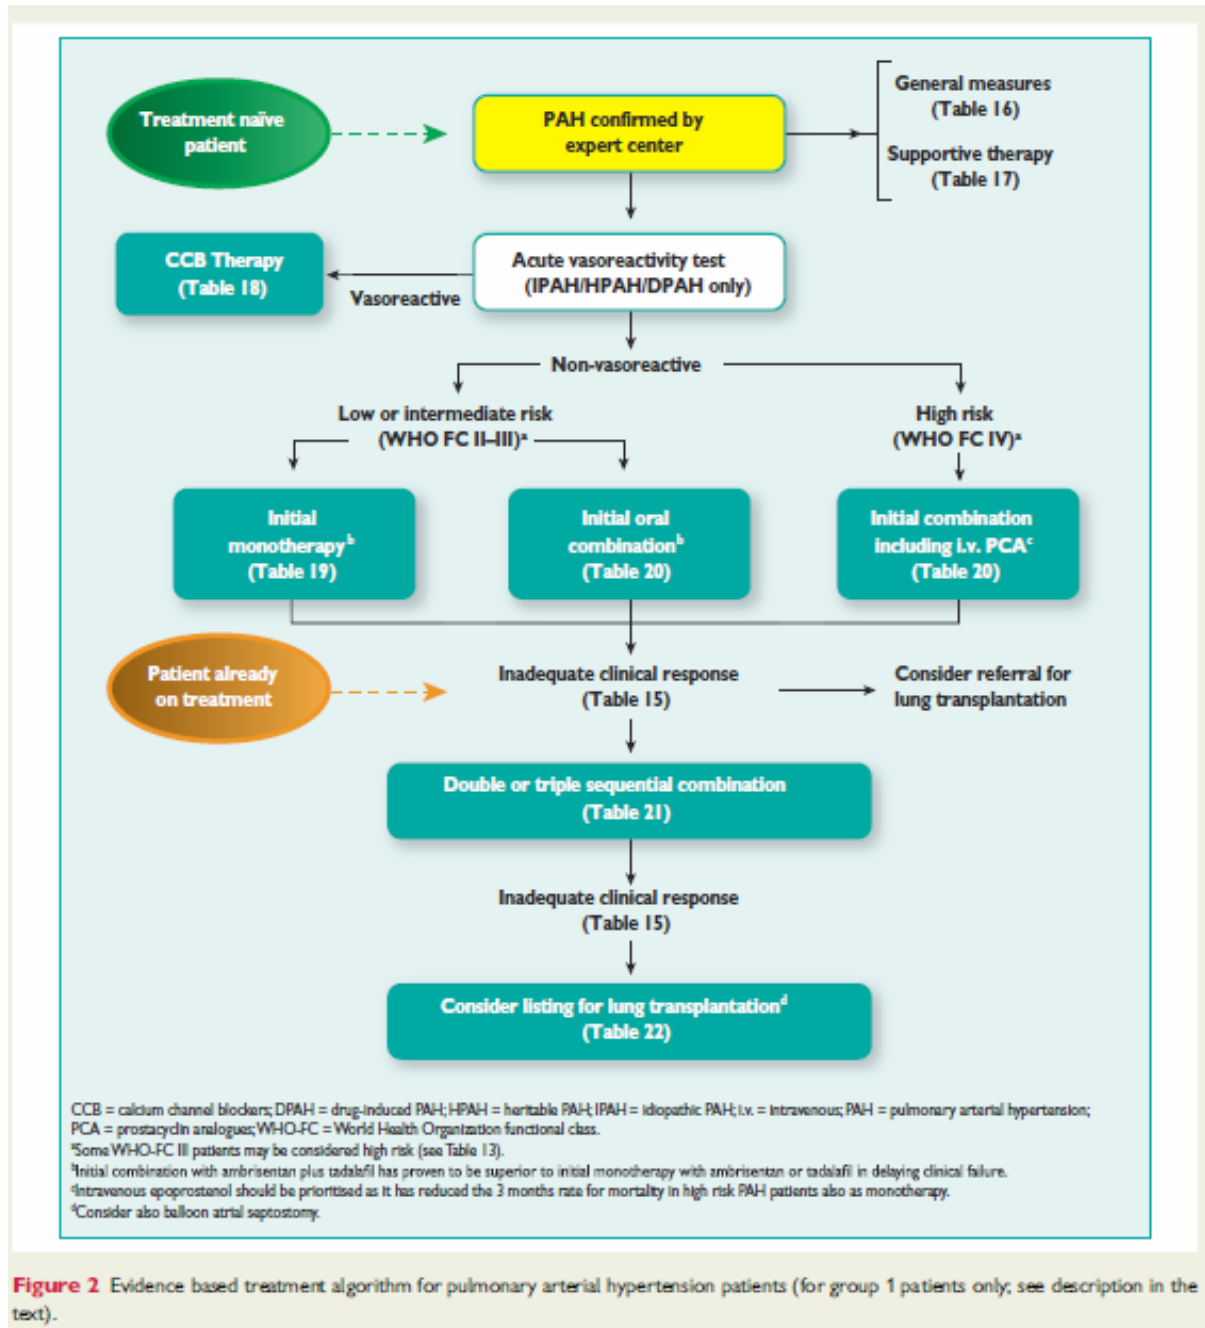 Treatment naïve
patient
PAH confirmed by
expert center
General measures
(Table 16)
Supportive therapy
(Table 17)
CCB Therapy
(Table 18)
Vasoreactive
Acute vasoreactivity test
(IPAH/HPAH/DPAH only)
Non-vasoreactive
Low or intermediate risk
(WHO FC II–III)ᵃ
High risk
(WHO FC IV)ᵃ
Initial
monotherapyᵇ
(Table 19)
Initial oral
combinationᵇ
(Table 20)
Initial combination
including i.v. PCAᶜ
(Table 20)
Patient already
on treatment
Inadequate clinical response
(Table 15)
Consider referral for
lung transplantation
Double or triple sequential combination
(Table 21)
Inadequate clinical response
(Table 15)
Consider listing for lung transplantationᵈ
(Table 22)
CCB = calcium channel blockers; DPAH = drug-induced PAH; HPAH = heritable PAH; IPAH = idiopathic PAH; i.v. = intravenous; PAH = pulmonary arterial hypertension;
PCA = prostacyclin analogues; WHO-FC = World Health Organization functional class.
ᵃSome WHO-FC III patients may be considered high risk (see Table 13).
ᵇInitial combination with ambrisentan plus tadalafil has proven to be superior to initial monotherapy with ambrisentan or tadalafil in delaying clinical failure.
ᶜIntravenous epoprostenol should be prioritised as it has reduced the 3 months rate for mortality in high risk PAH patients also as monotherapy.
ᵈConsider also balloon atrial septostomy.
Figure 2 Evidence based treatment algorithm for pulmonary arterial hypertension patients (for group 1 patients only; see description in the
text).